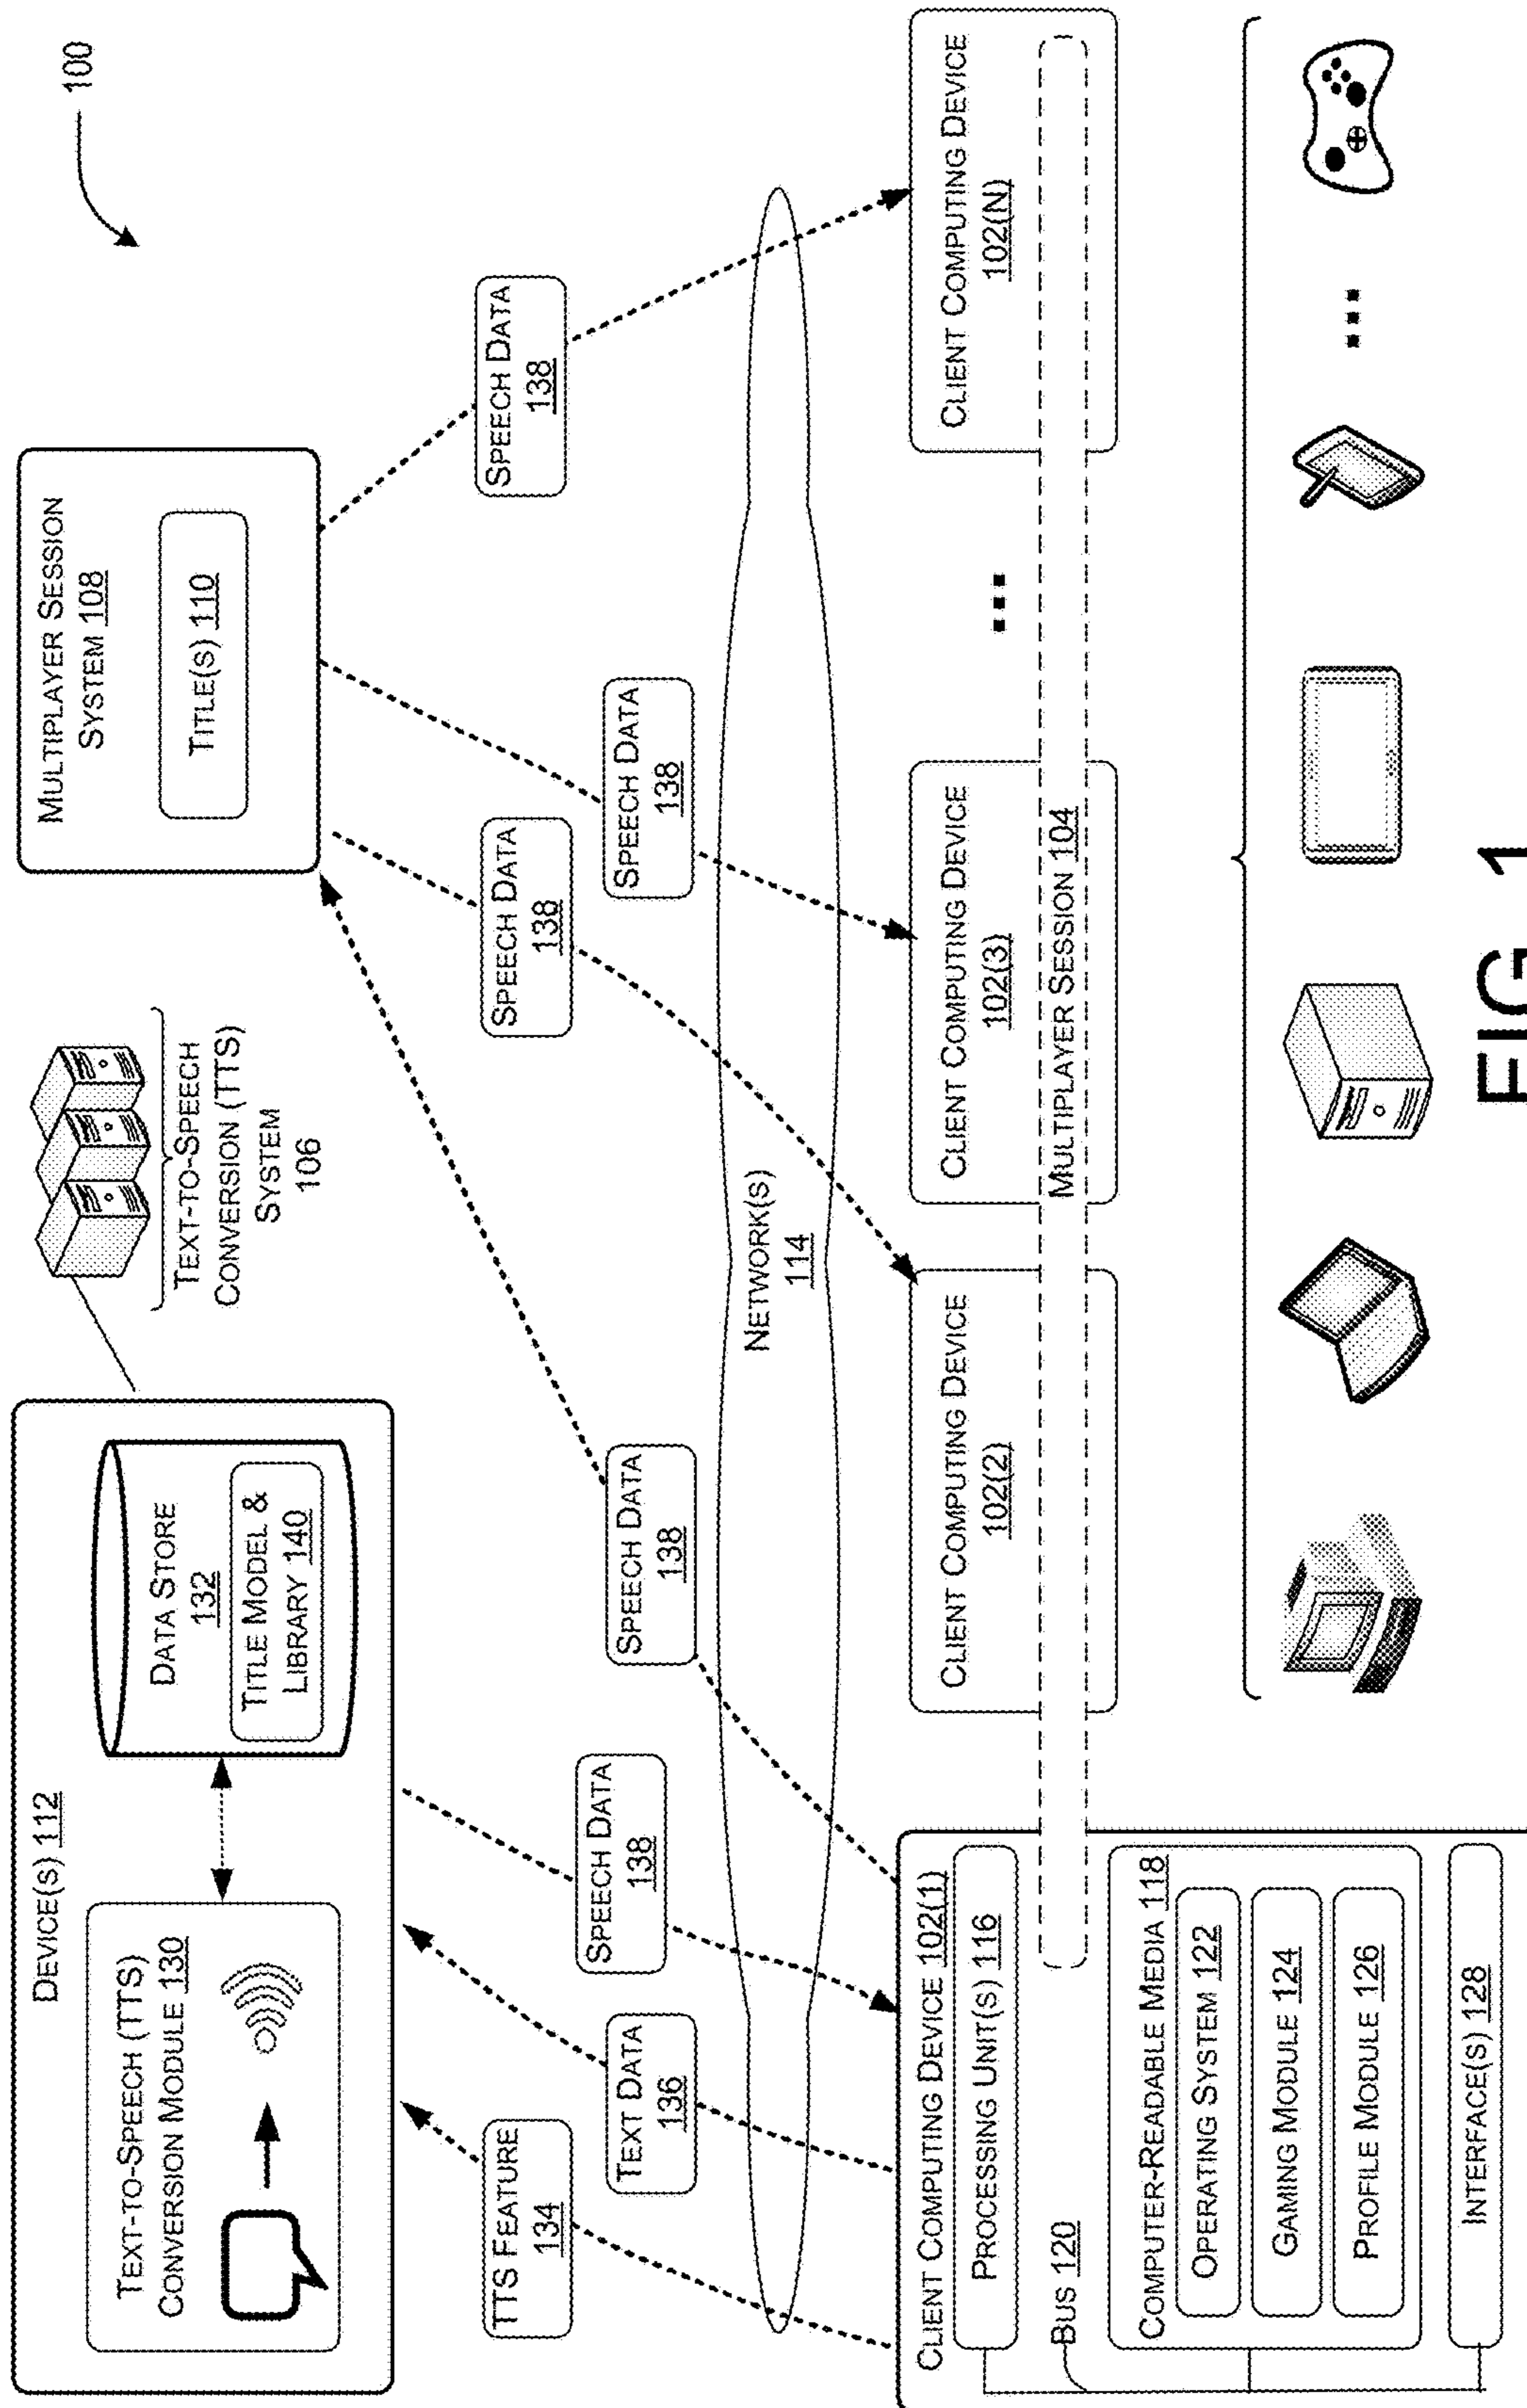 100
DEVICE(S) 112
TEXT-TO-SPEECH (TTS)
CONVERSION MODULE 130
DATA STORE
132
TITLE MODEL &
LIBRARY 140
TEXT-TO-SPEECH
CONVERSION (TTS)
SYSTEM
106
MULTIPLAYER SESSION
SYSTEM 108
TITLE(S) 110
TTS FEATURE
134
TEXT DATA
136
SPEECH DATA
138
SPEECH DATA
138
SPEECH DATA
138
SPEECH DATA
138
SPEECH DATA
138
NETWORK(S)
114
CLIENT COMPUTING DEVICE 102(1)
PROCESSING UNIT(S) 116
BUS 120
COMPUTER-READABLE MEDIA 118
OPERATING SYSTEM 122
GAMING MODULE 124
PROFILE MODULE 126
INTERFACE(S) 128
CLIENT COMPUTING DEVICE
102(2)
CLIENT COMPUTING DEVICE
102(3)
CLIENT COMPUTING DEVICE
102(N)
MULTIPLAYER SESSION 104
FIG 1